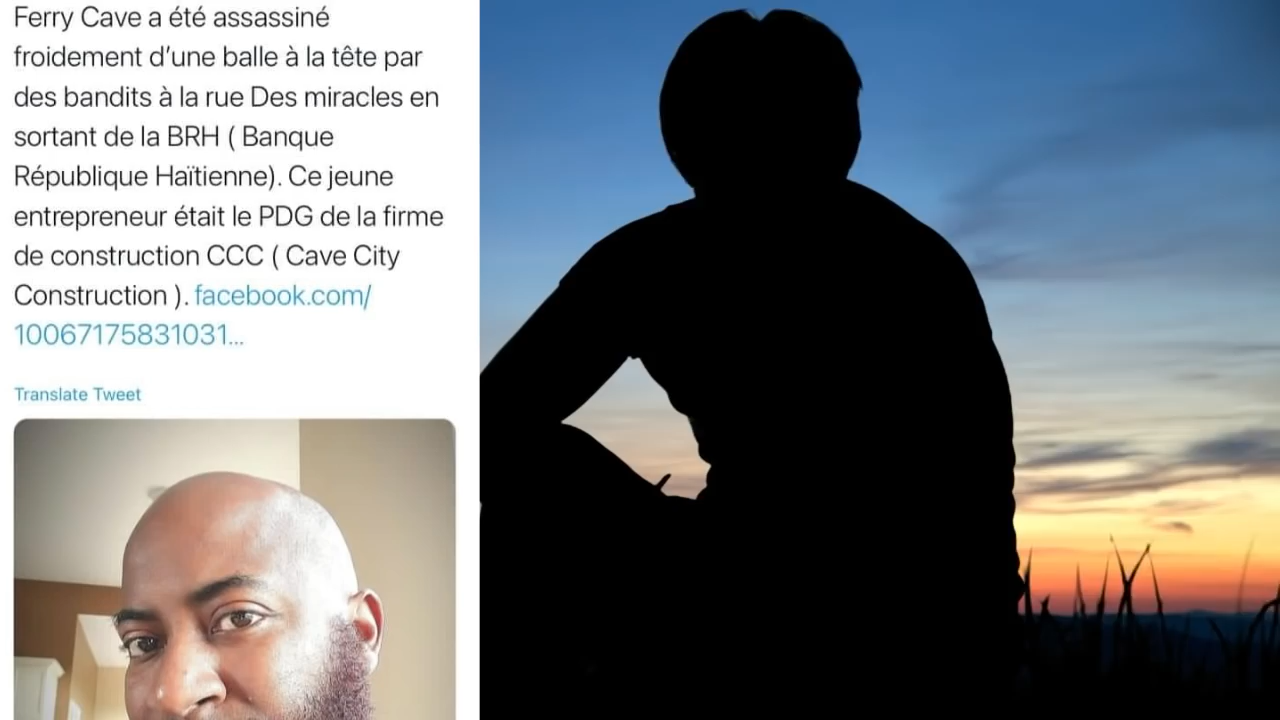 Ferry Cave a été assassiné
froidement d’une balle à la tête par
des bandits à la rue Des miracles en
sortant de la BRH ( Banque
République Haïtienne). Ce jeune
entrepreneur était le PDG de la firme
de construction CCC ( Cave City
Construction ). facebook.com/
10067175831031...
Translate Tweet